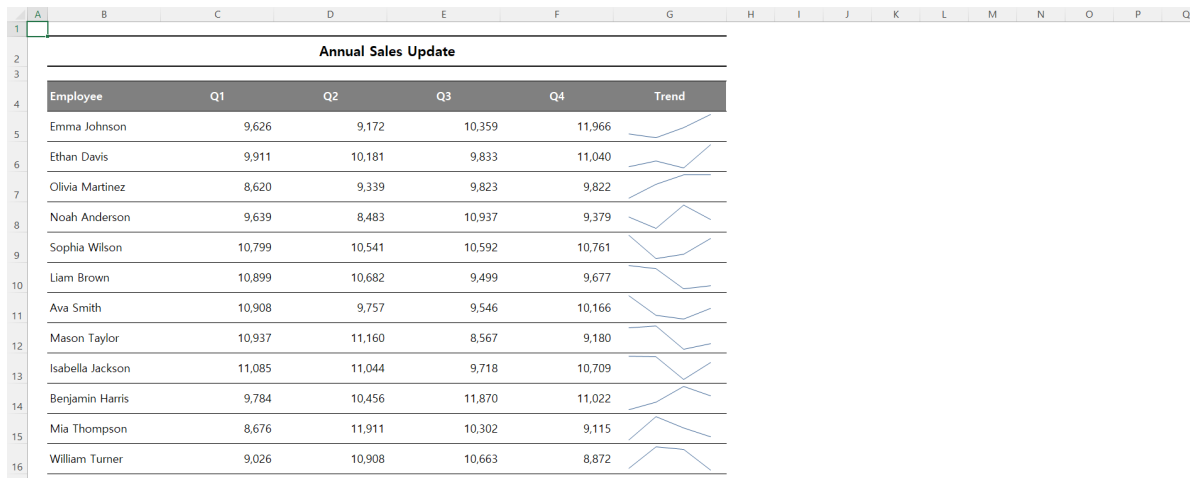 A B C D E F G H I J K L M N O P Q
1
2 Annual Sales Update
3
4 Employee Q1 Q2 Q3 Q4 Trend
5 Emma Johnson 9,626 9,172 10,359 11,966
6 Ethan Davis 9,911 10,181 9,833 11,040
7 Olivia Martinez 8,620 9,339 9,823 9,822
8 Noah Anderson 9,639 8,483 10,937 9,379
9 Sophia Wilson 10,799 10,541 10,592 10,761
10 Liam Brown 10,899 10,682 9,499 9,677
11 Ava Smith 10,908 9,757 9,546 10,166
12 Mason Taylor 10,937 11,160 8,567 9,180
13 Isabella Jackson 11,085 11,044 9,718 10,709
14 Benjamin Harris 9,784 10,456 11,870 11,022
15 Mia Thompson 8,676 11,911 10,302 9,115
16 William Turner 9,026 10,908 10,663 8,872